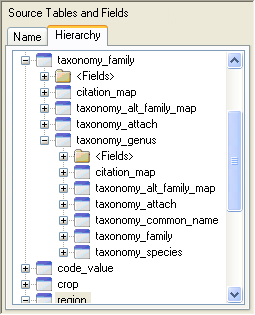 Source Tables and Fields
Name Hierarchy
taxonomy_family
<Fields>
citation_map
taxonomy_alt_family_map
taxonomy_attach
taxonomy_genus
<Fields>
citation_map
taxonomy_alt_family_map
taxonomy_attach
taxonomy_common_name
taxonomy_family
taxonomy_species
code_value
crop
region